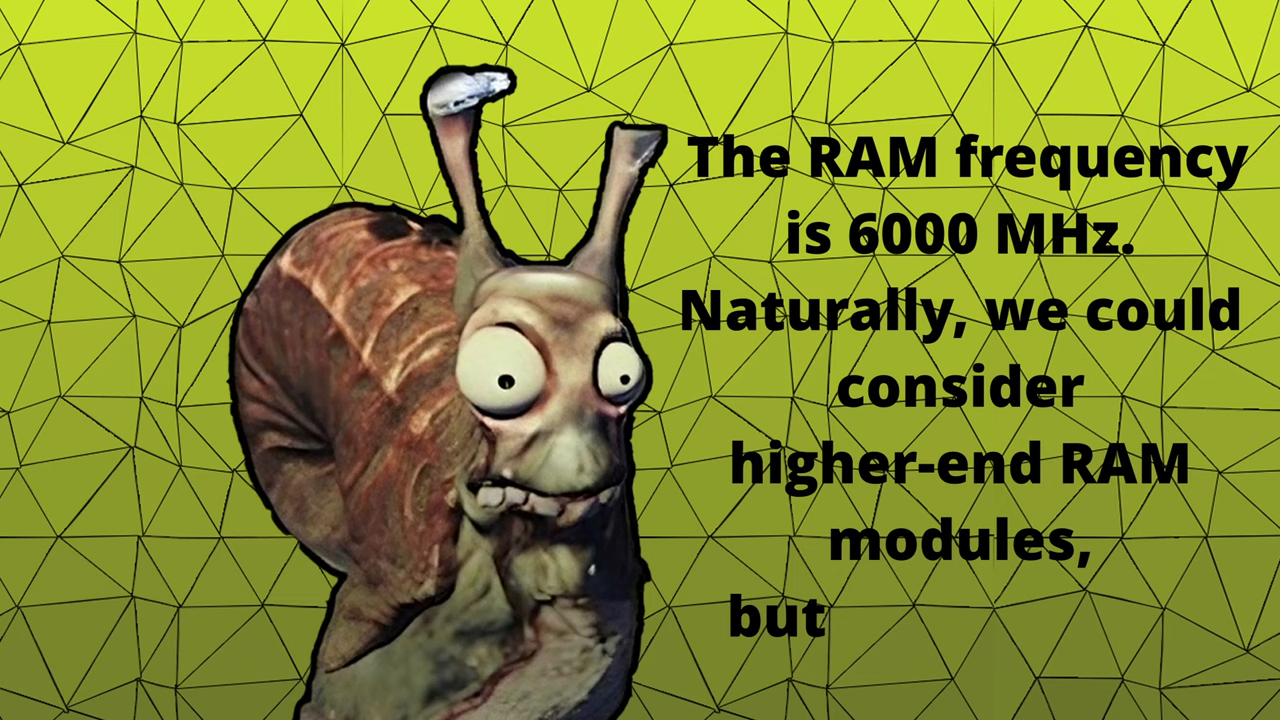 The RAM frequency
is 6000 MHz.
Naturally, we could
consider
higher-end RAM
modules,
but